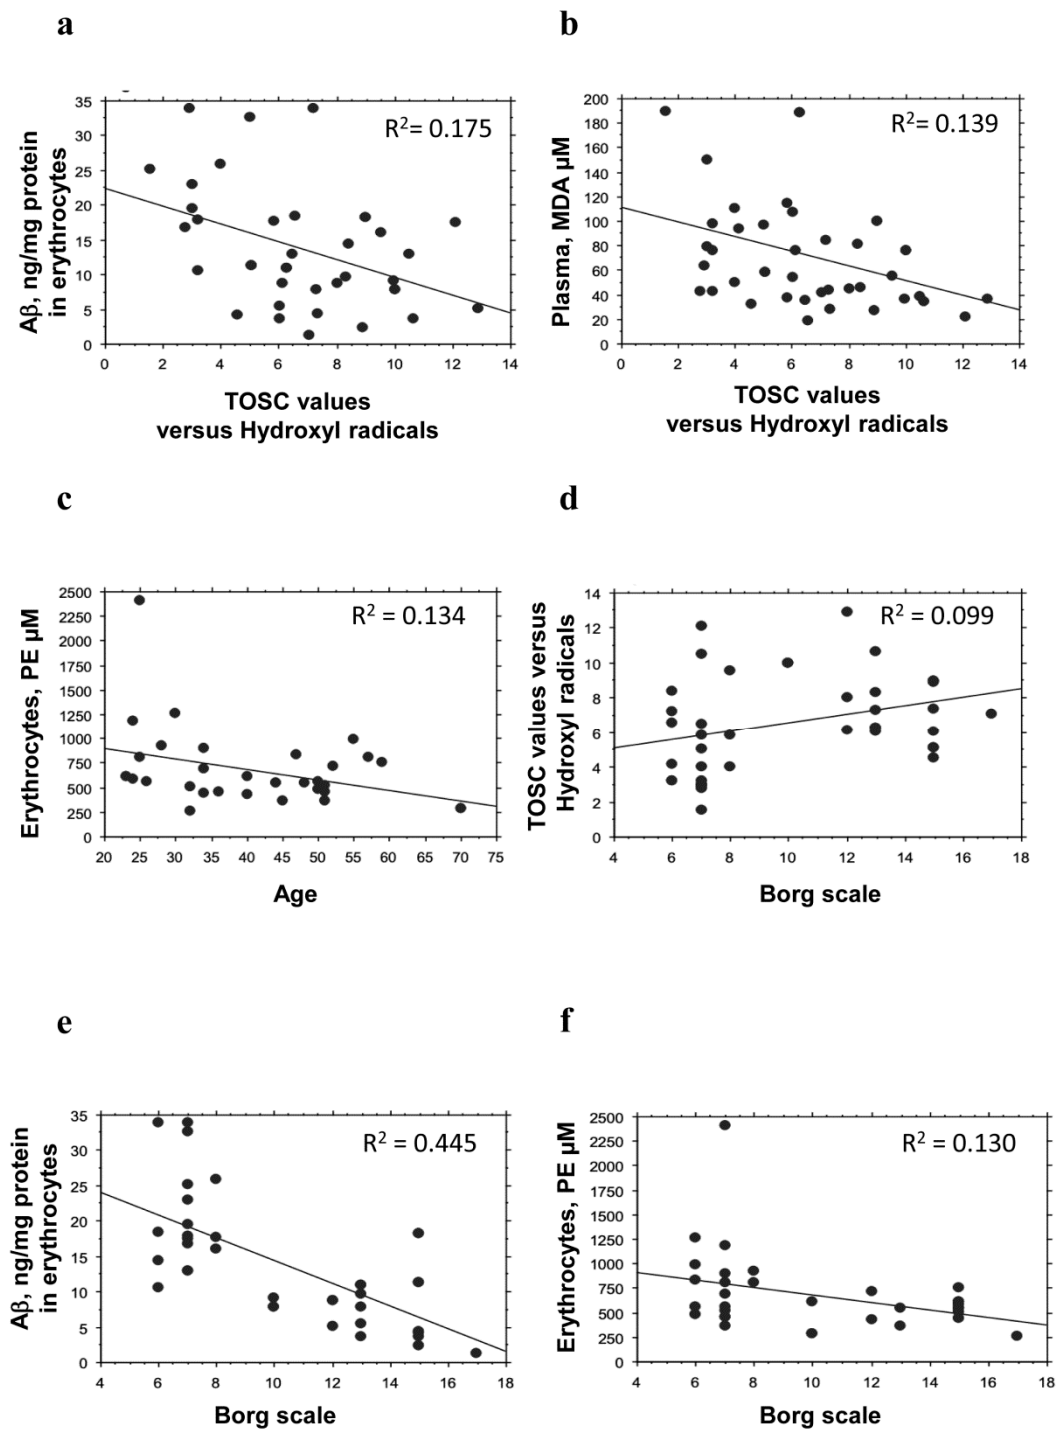 a
b
35
30
25
20
15
10
5
0
Aβ, ng/mg protein
in erythrocytes
R²= 0.175
0 2 4 6 8 10 12 14
TOSC values
versus Hydroxyl radicals
200
180
160
140
120
100
80
60
40
20
0
Plasma, MDA µM
R²= 0.139
0 2 4 6 8 10 12 14
TOSC values
versus Hydroxyl radicals
c
d
2500
2250
2000
1750
1500
1250
1000
750
500
250
0
Erythrocytes, PE µM
R² = 0.134
20 25 30 35 40 45 50 55 60 65 70 75
Age
14
12
10
8
6
4
2
0
TOSC values versus
Hydroxyl radicals
R² = 0.099
4 6 8 10 12 14 16 18
Borg scale
e
f
35
30
25
20
15
10
5
0
Aβ, ng/mg protein
in erythrocytes
R² = 0.445
4 6 8 10 12 14 16 18
Borg scale
2500
2250
2000
1750
1500
1250
1000
750
500
250
0
Erythrocytes, PE µM
R² = 0.130
4 6 8 10 12 14 16 18
Borg scale